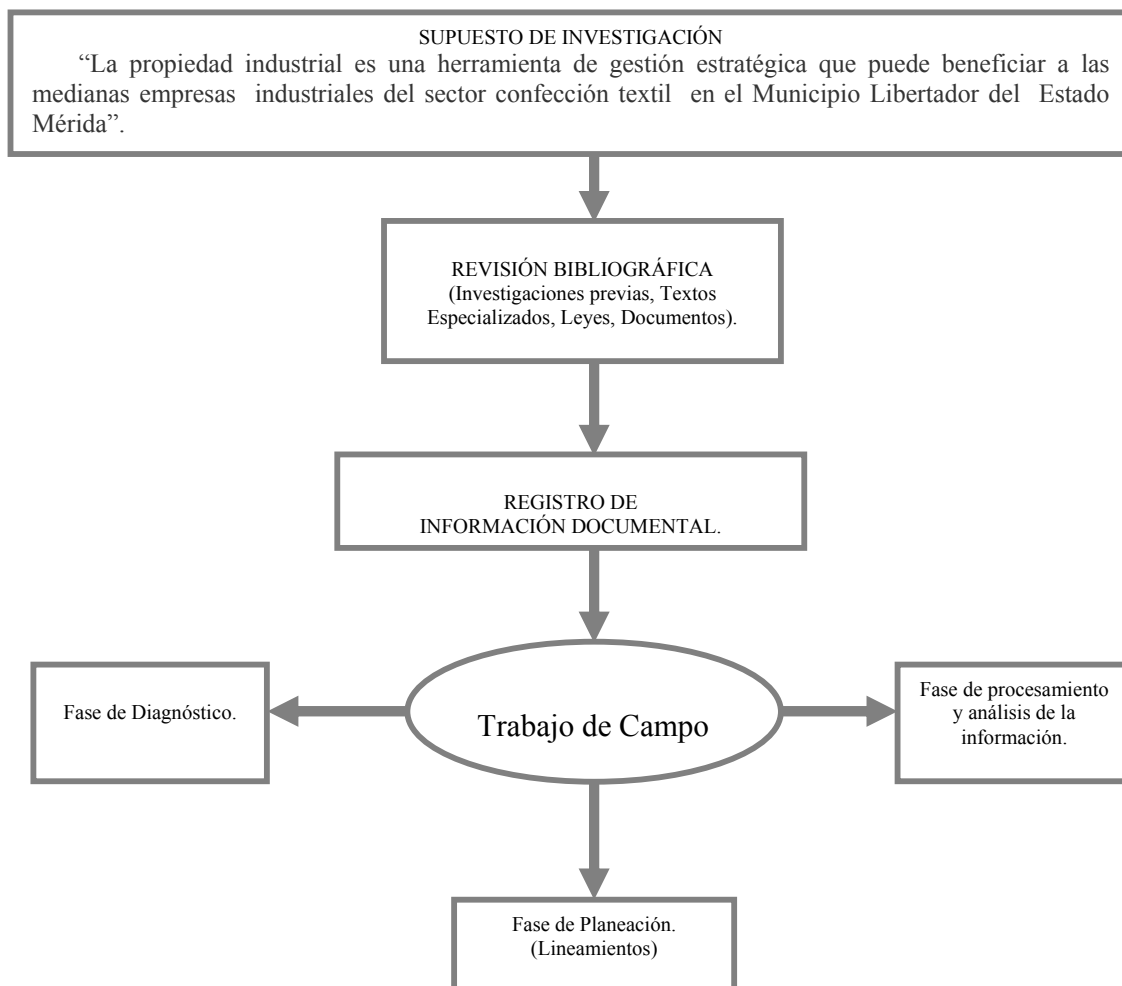 SUPUESTO DE INVESTIGACIÓN
“La propiedad industrial es una herramienta de gestión estratégica que puede beneficiar a las
medianas empresas industriales del sector confección textil en el Municipio Libertador del Estado
Mérida”.
REVISIÓN BIBLIOGRÁFICA
(Investigaciones previas, Textos
Especializados, Leyes, Documentos).
REGISTRO DE
INFORMACIÓN DOCUMENTAL.
Fase de Diagnóstico.
Trabajo de Campo
Fase de procesamiento
y análisis de la
información.
Fase de Planeación.
(Lineamientos)